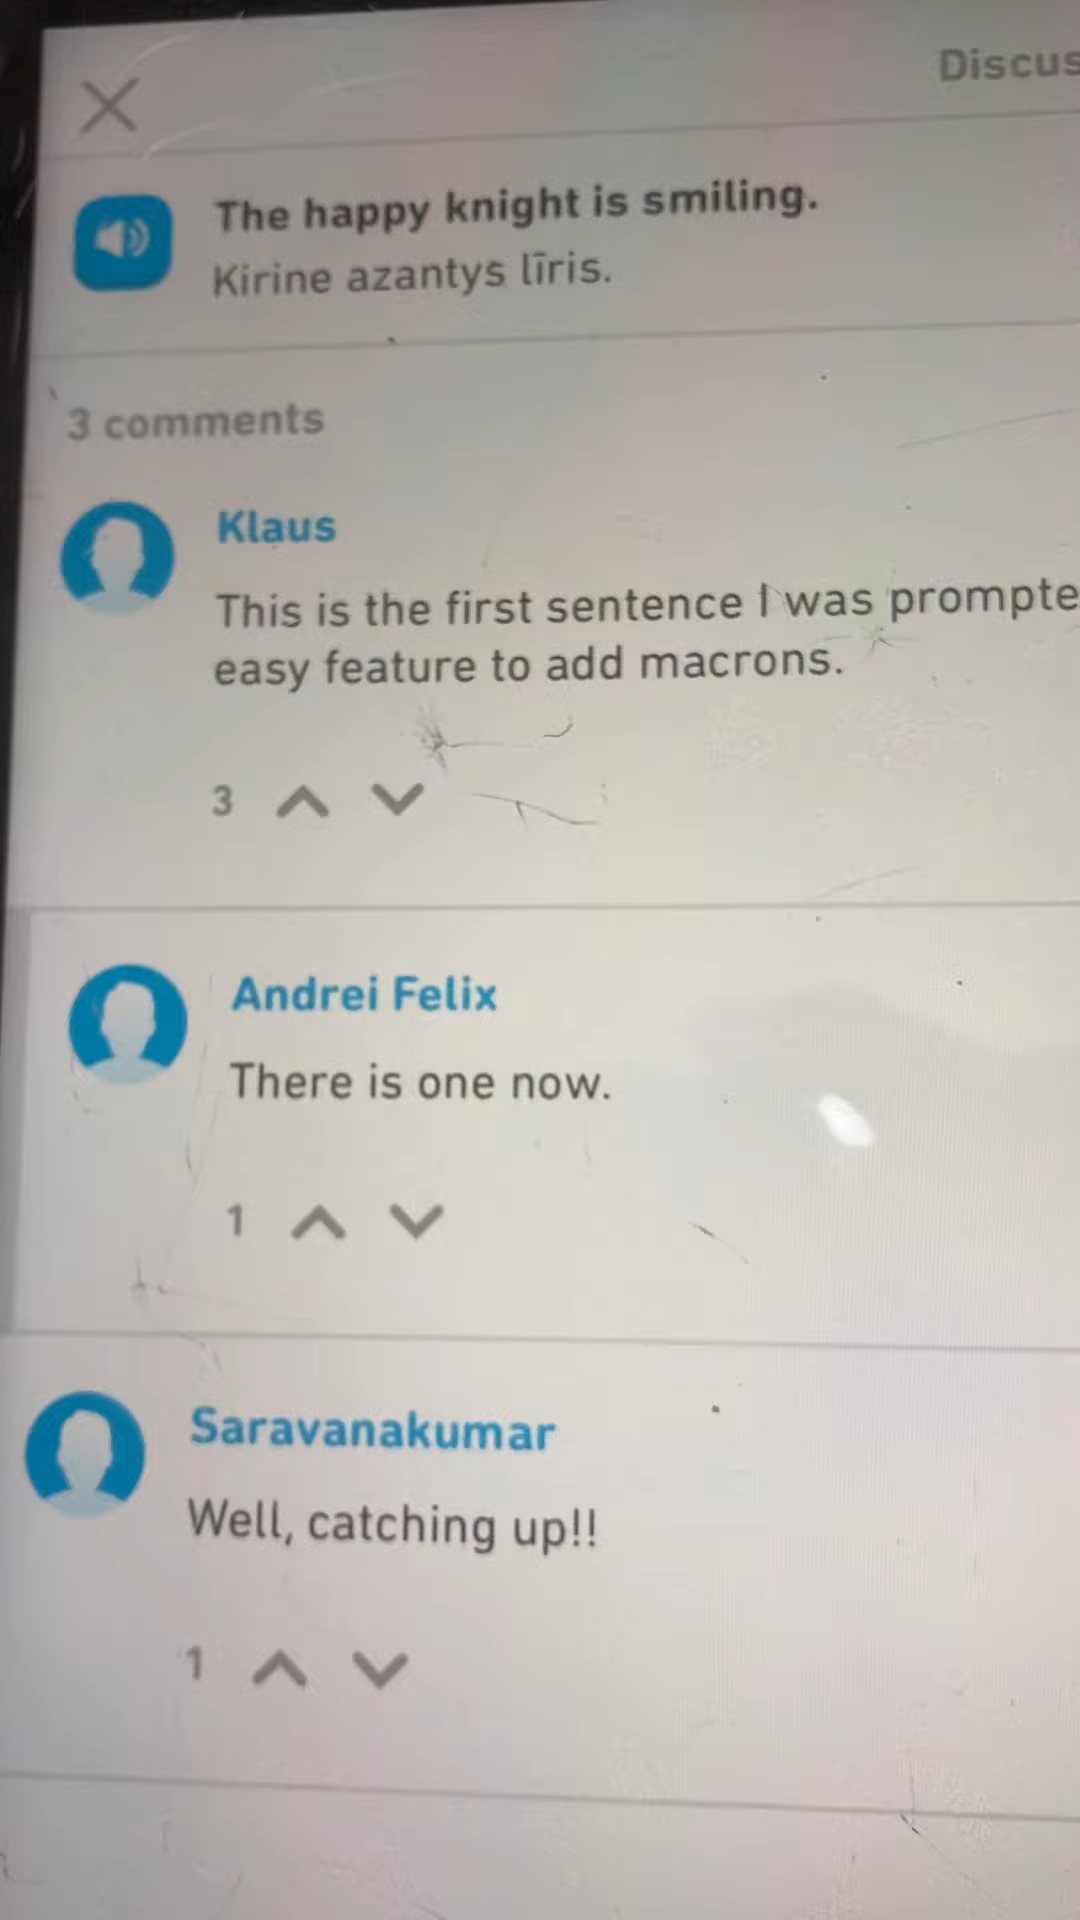 Discus
The happy knight is smiling.
Kirine azantys līris.
3 comments
Klaus
This is the first sentence I was prompte
easy feature to add macrons.
3
Andrei Felix
There is one now.
1
Saravanakumar
Well, catching up!!
1